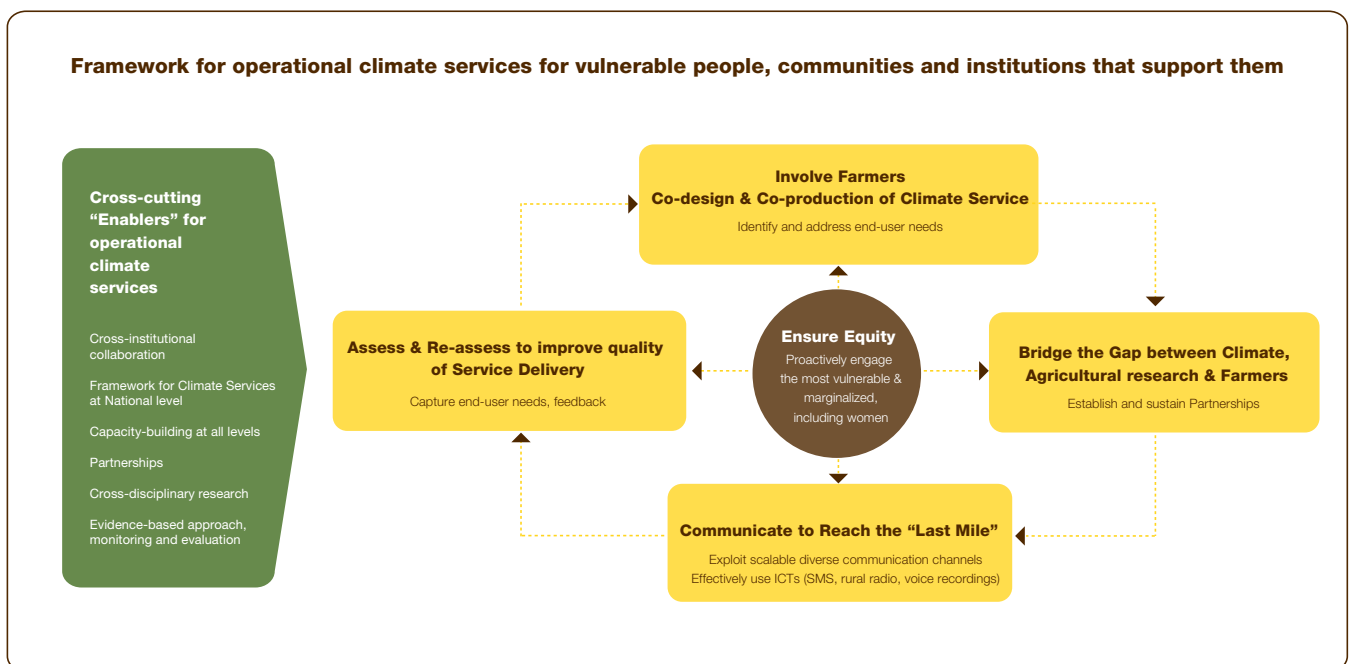 Framework for operational climate services for vulnerable people, communities and institutions that support them
Cross-cutting
“Enablers” for
operational
climate
services
Cross-institutional
collaboration
Framework for Climate Services
at National level
Capacity-building at all levels
Partnerships
Cross-disciplinary research
Evidence-based approach,
monitoring and evaluation
Involve Farmers
Co-design & Co-production of Climate Service
Identify and address end-user needs
Assess & Re-assess to improve quality
of Service Delivery
Capture end-user needs, feedback
Ensure Equity
Proactively engage
the most vulnerable &
marginalized,
including women
Bridge the Gap between Climate,
Agricultural research & Farmers
Establish and sustain Partnerships
Communicate to Reach the “Last Mile”
Exploit scalable diverse communication channels
Effectively use ICTs (SMS, rural radio, voice recordings)